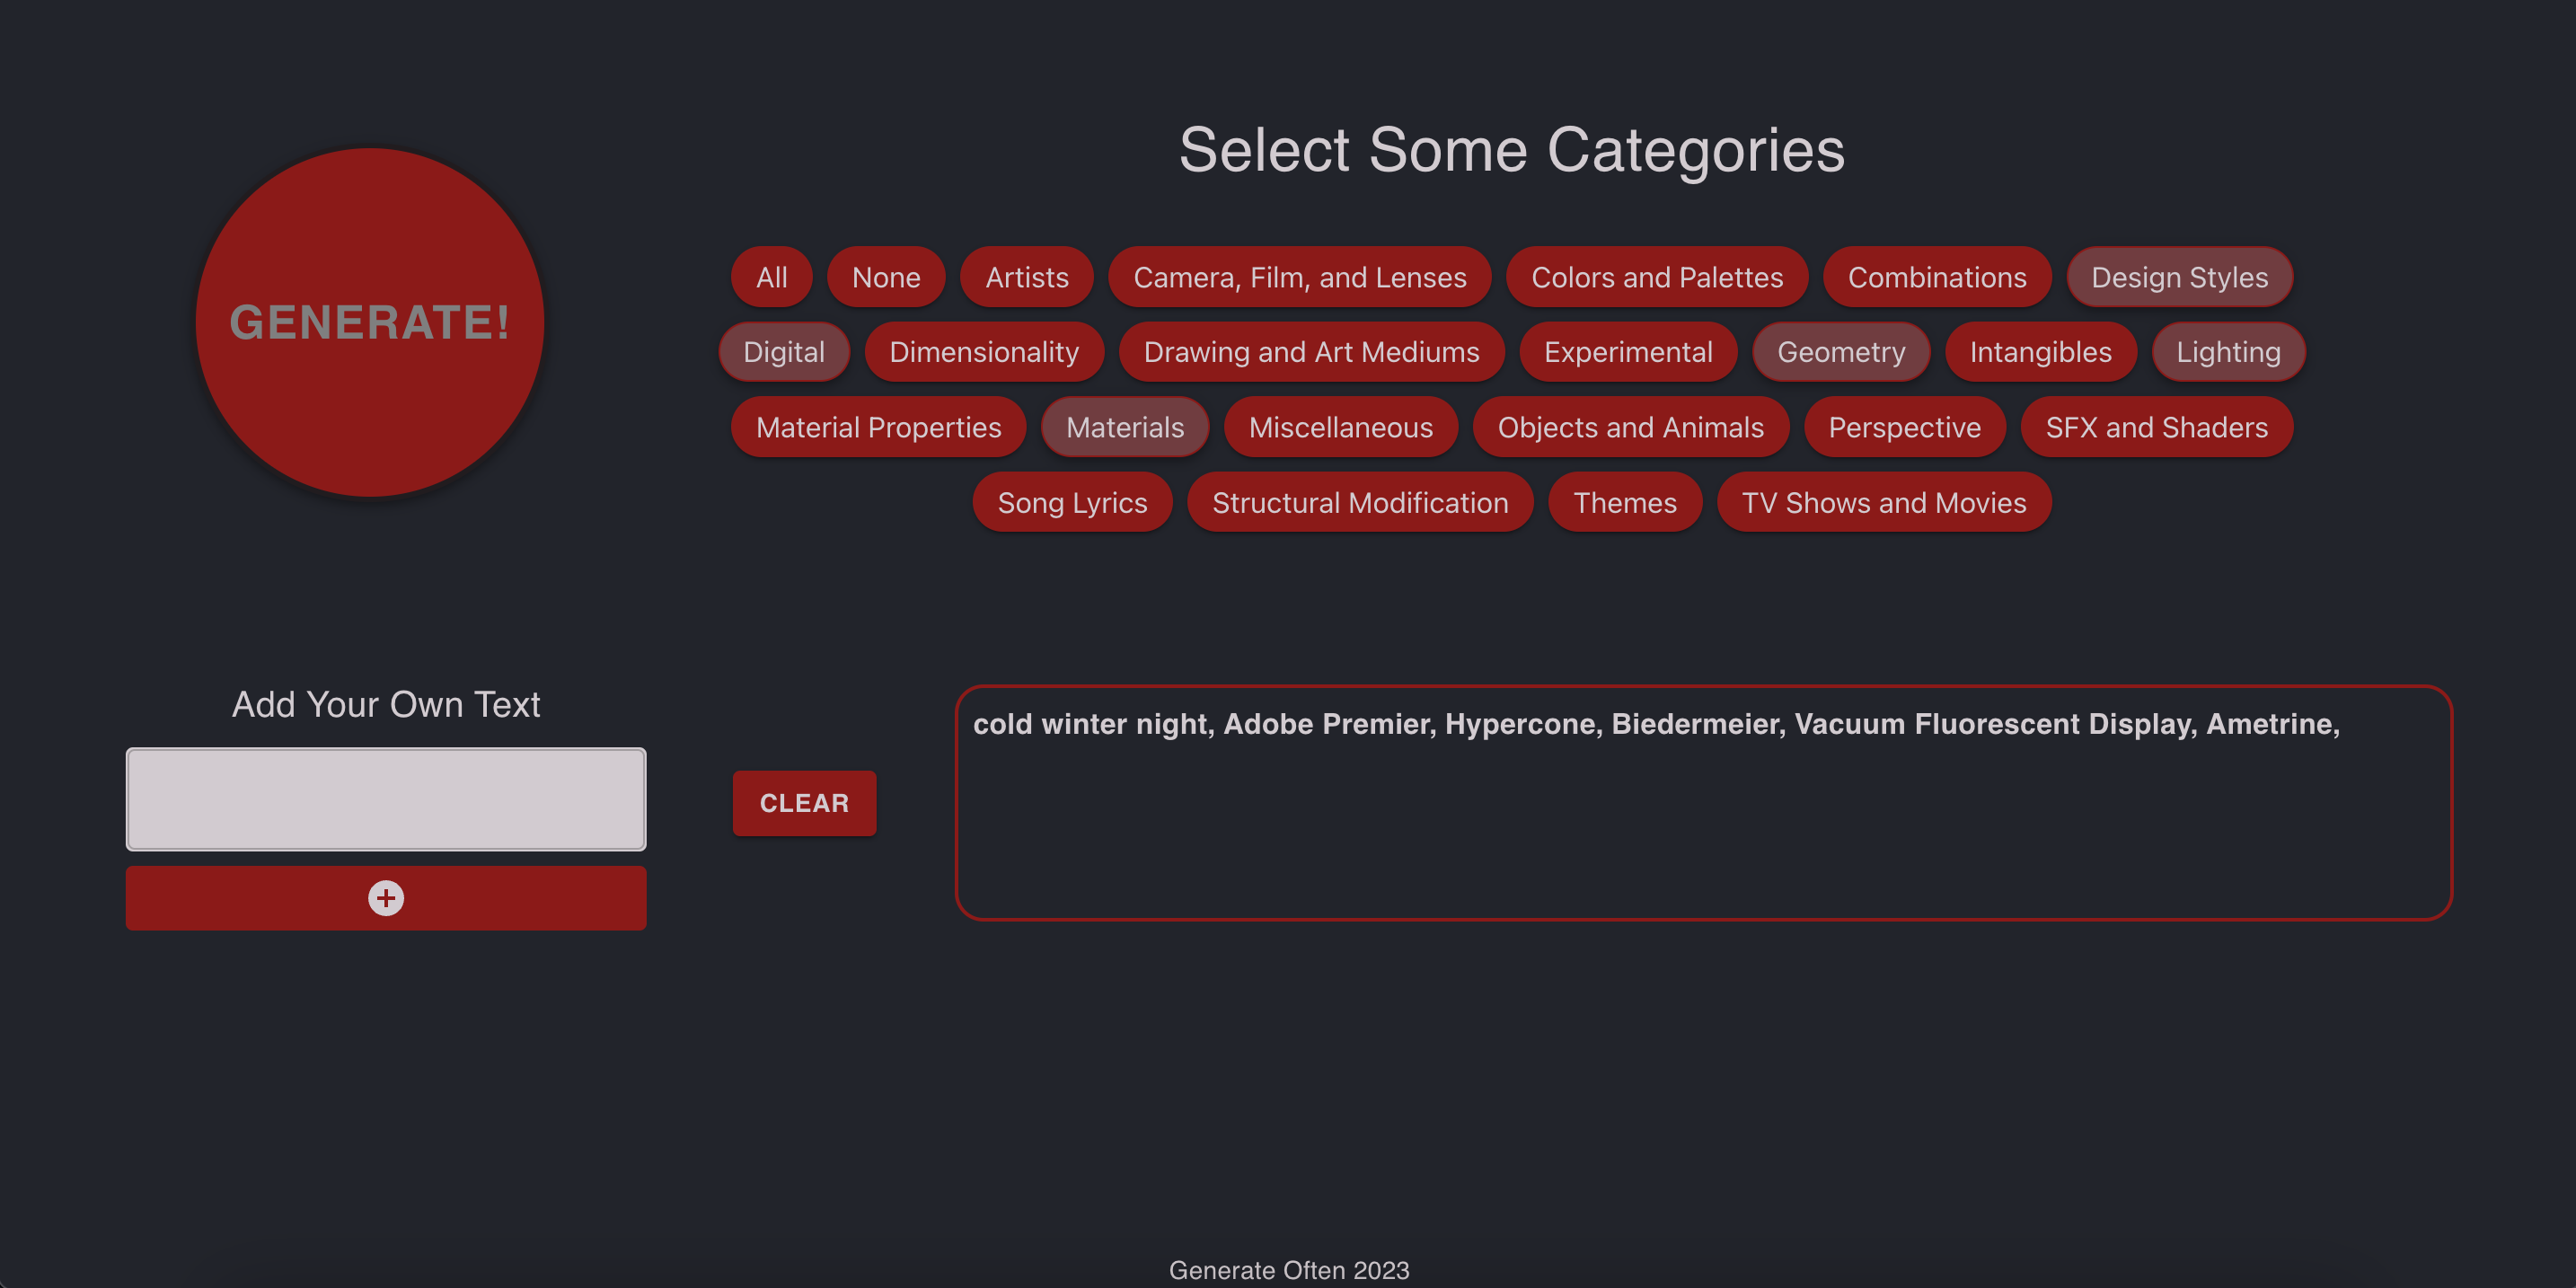 Select Some Categories
GENERATE!
All None Artists Camera, Film, and Lenses Colors and Palettes Combinations Design Styles
Digital Dimensionality Drawing and Art Mediums Experimental Geometry Intangibles Lighting
Material Properties Materials Miscellaneous Objects and Animals Perspective SFX and Shaders
Song Lyrics Structural Modification Themes TV Shows and Movies
Add Your Own Text
CLEAR
cold winter night, Adobe Premier, Hypercone, Biedermeier, Vacuum Fluorescent Display, Ametrine,
Generate Often 2023